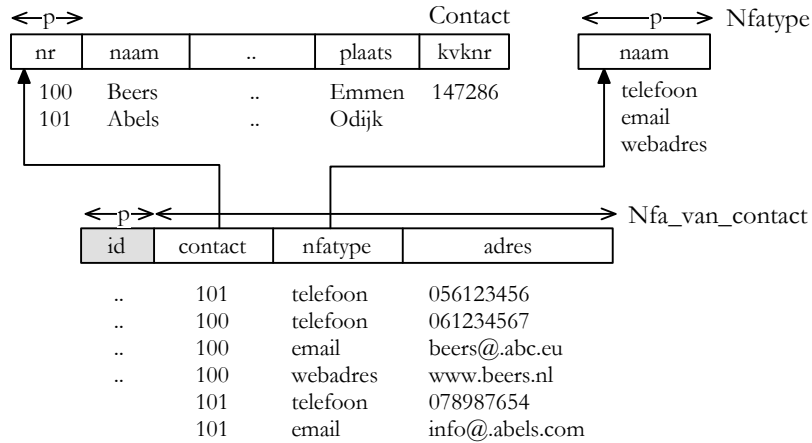 p Contact p Nfatype
nr naam .. plaats kvknr naam
100 Beers .. Emmen 147286 telefoon
101 Abels .. Odijk email
webadres
p Nfa_van_contact
id contact nfatype adres
.. 101 telefoon 056123456
.. 100 telefoon 061234567
.. 100 email beers@.abc.eu
.. 100 webadres www.beers.nl
101 telefoon 078987654
101 email info@.abels.com